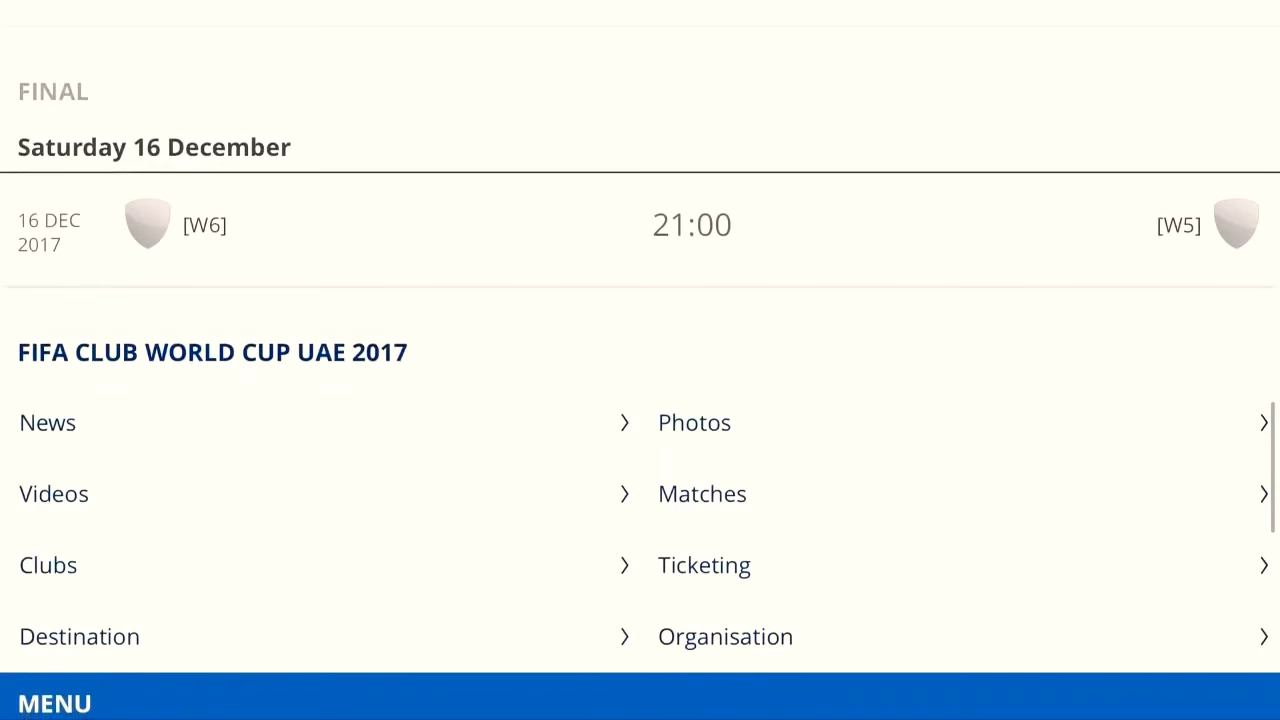 FINAL
Saturday 16 December
16 DEC
2017
[W6]
21:00
[W5]
FIFA CLUB WORLD CUP UAE 2017
News
Photos
Videos
Matches
Clubs
Ticketing
Destination
Organisation
MENU